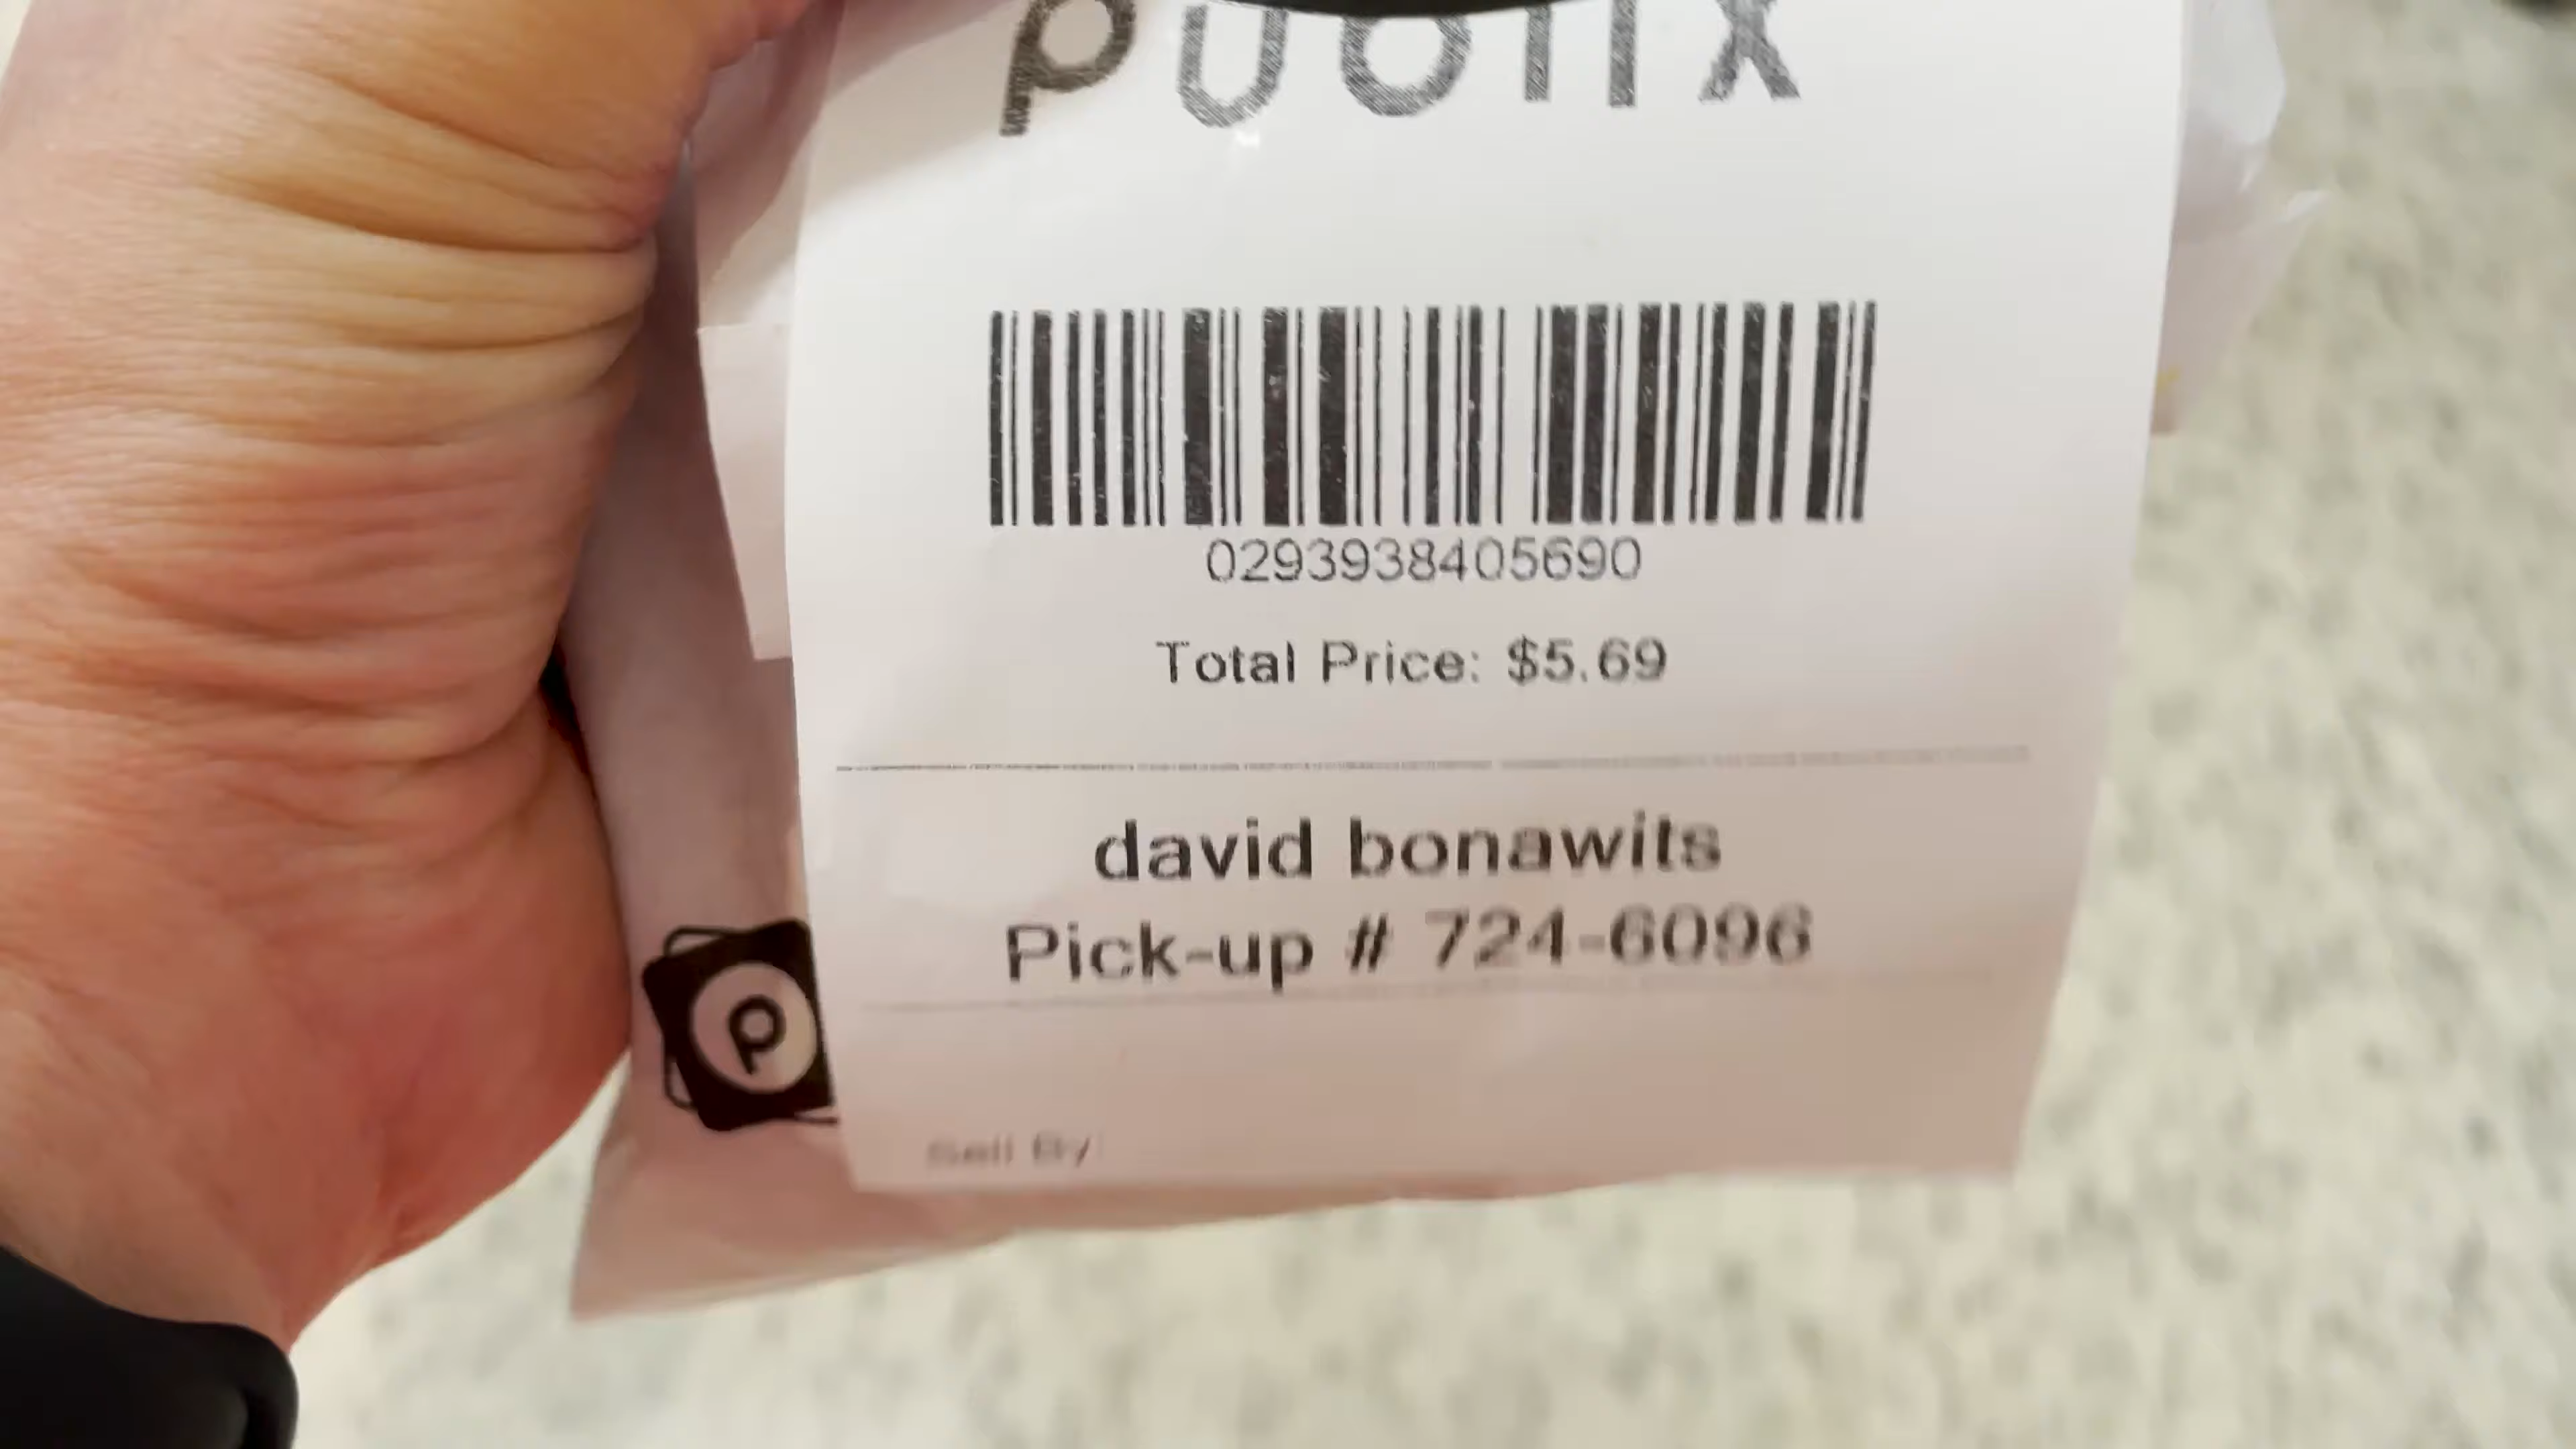 Publix
0293938405690
Total Price: $5.69
david bonawits
Pick-up # 724-6096
P
Sell By: